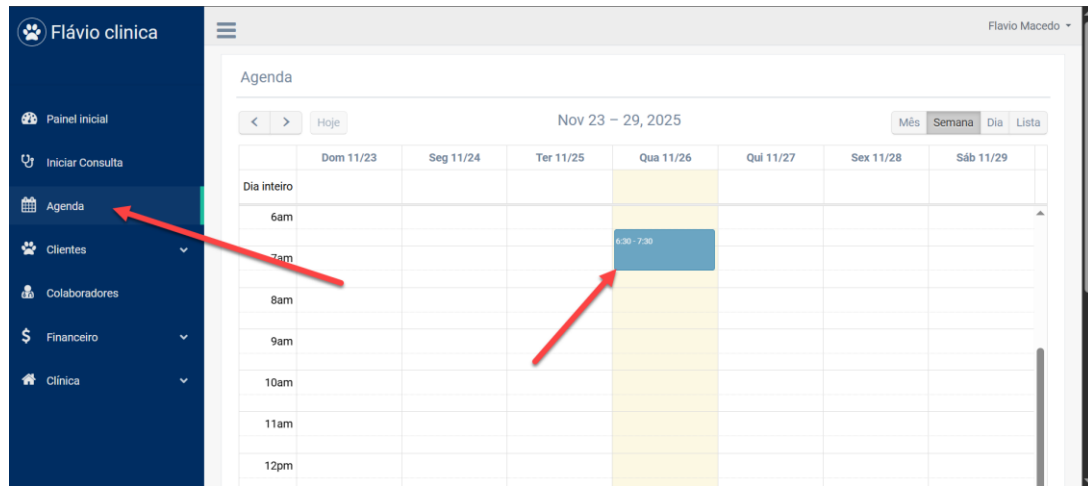 Flávio clinica
Flavio Macedo
Agenda
Painel inicial
Hoje
Nov 23 – 29, 2025
Mês Semana Dia Lista
Iniciar Consulta
Dom 11/23 Seg 11/24 Ter 11/25 Qua 11/26 Qui 11/27 Sex 11/28 Sáb 11/29
Dia inteiro
Agenda
6am
6:30 - 7:30
Clientes
7am
Colaboradores
8am
Financeiro
9am
Clínica
10am
11am
12pm